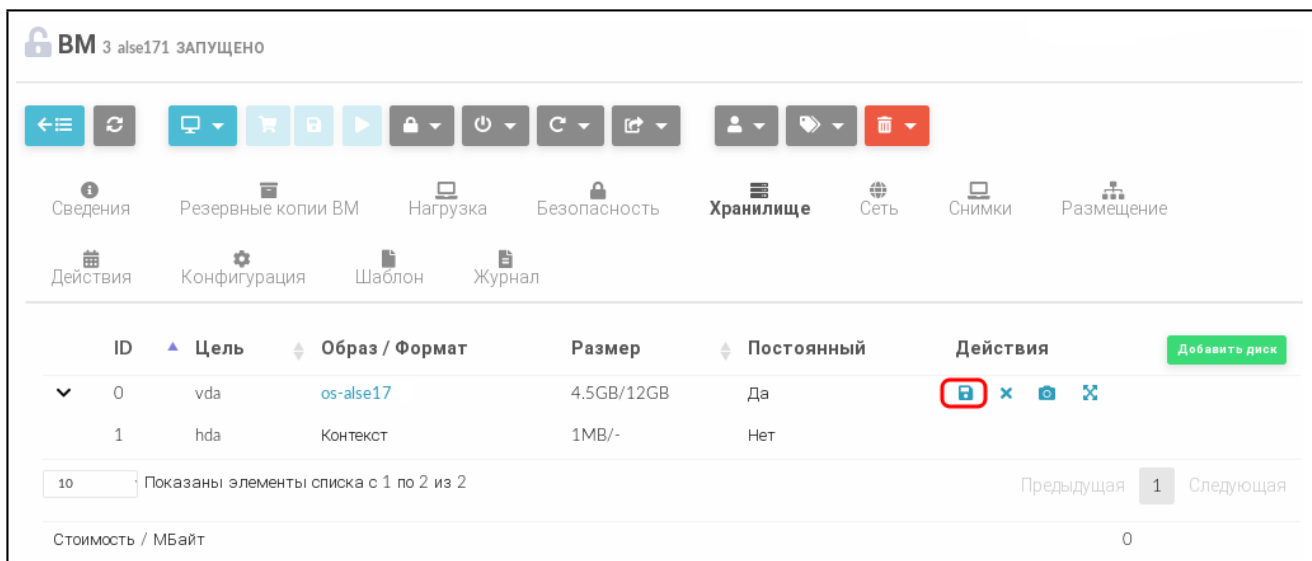 ВМ 3 alse171 ЗАПУЩЕНО
Сведения Резервные копии ВМ Нагрузка Безопасность Хранилище Сеть Снимки Размещение
Действия Конфигурация Шаблон Журнал
ID Цель Образ / Формат Размер Постоянный Действия Добавить диск
0 vda os-alse17 4.5GB/12GB Да
1 hda Контекст 1MB/- Нет
10 Показаны элементы списка с 1 по 2 из 2 Предыдущая 1 Следующая
Стоимость / МБайт 0